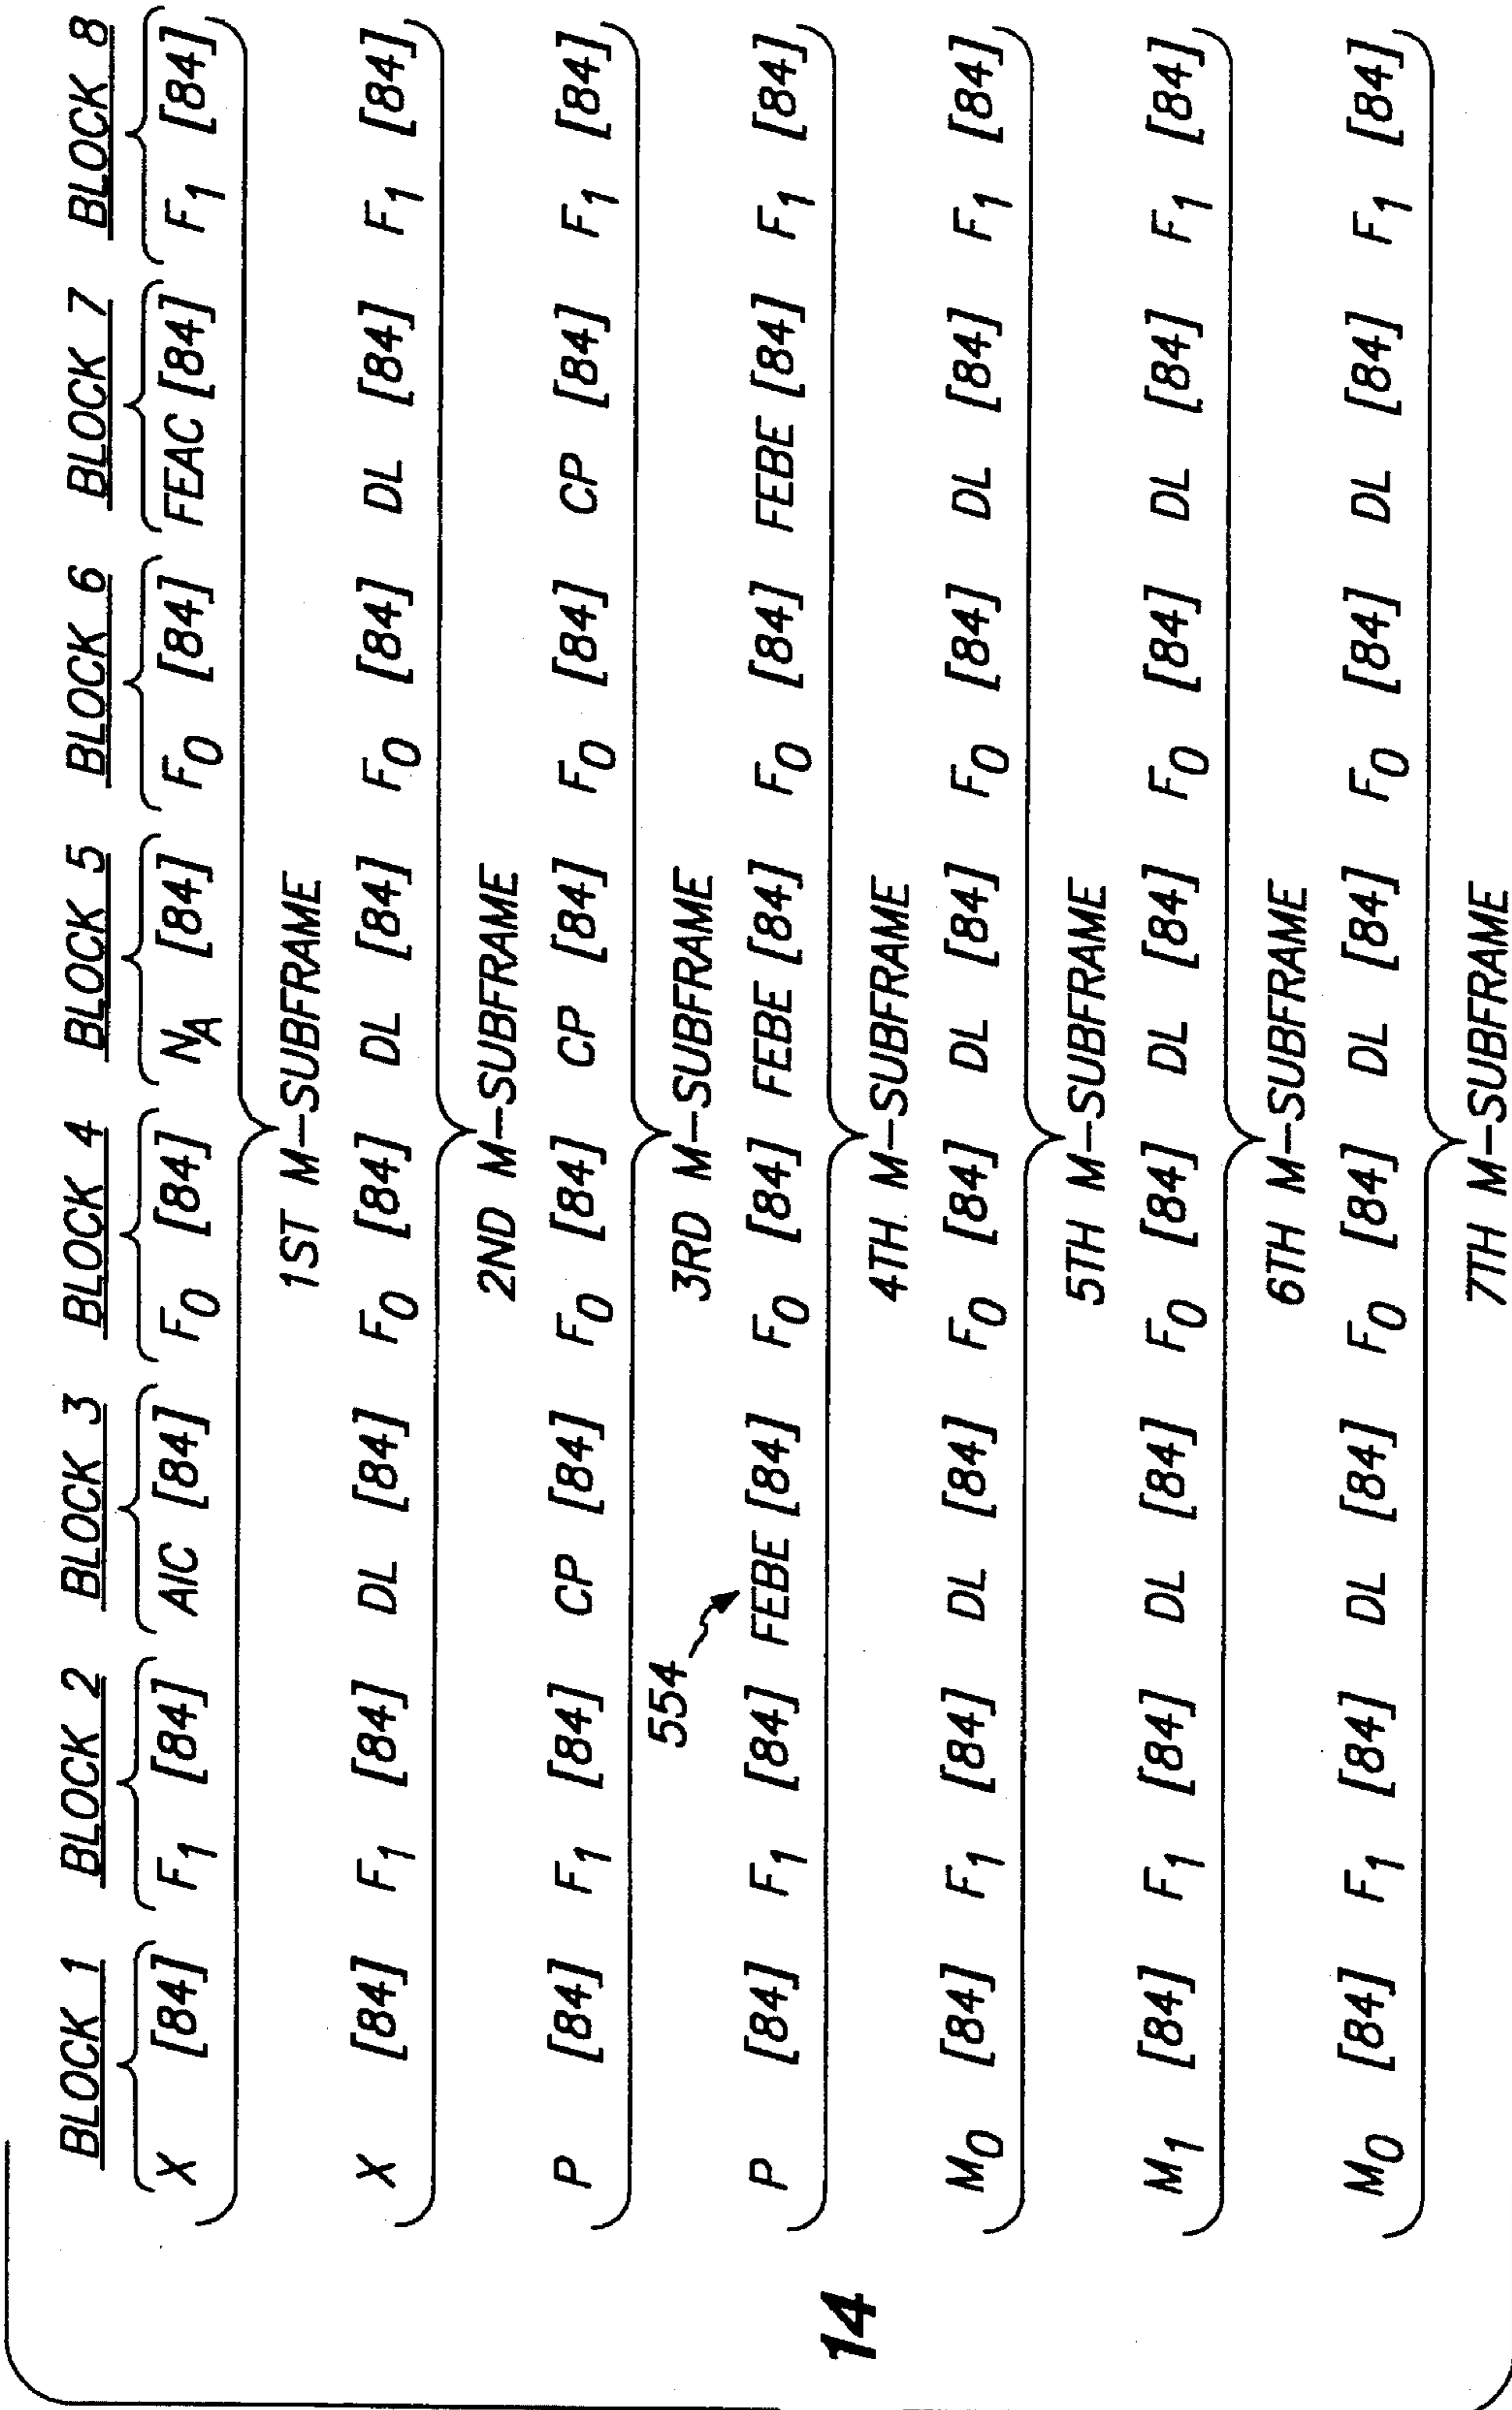 BLOCK 1 BLOCK 2 BLOCK 3 BLOCK 4 BLOCK 5 BLOCK 6 BLOCK 7 BLOCK 8
X [84] F1 [84] AIC [84] F0 [84] NA [84] F0 [84] FEAC [84] F1 [84]
1ST M-SUBFRAME
X [84] F1 [84] DL [84] F0 [84] DL [84] F0 [84] DL [84] F1 [84]
2ND M-SUBFRAME
P [84] F1 [84] CP [84] F0 [84] CP [84] F0 [84] CP [84] F1 [84]
3RD M-SUBFRAME
554
P [84] F1 [84] FEBE [84] F0 [84] FEBE [84] F0 [84] FEBE [84] F1 [84]
4TH. M-SUBFRAME
M0 [84] F1 [84] DL [84] F0 [84] DL [84] F0 [84] DL [84] F1 [84]
5TH M-SUBFRAME
M1 [84] F1 [84] DL [84] F0 [84] DL [84] F0 [84] DL [84] F1 [84]
6TH M-SUBFRAME
M0 [84] F1 [84] DL [84] F0 [84] DL [84] F0 [84] DL [84] F1 [84]
7TH M-SUBFRAME
14